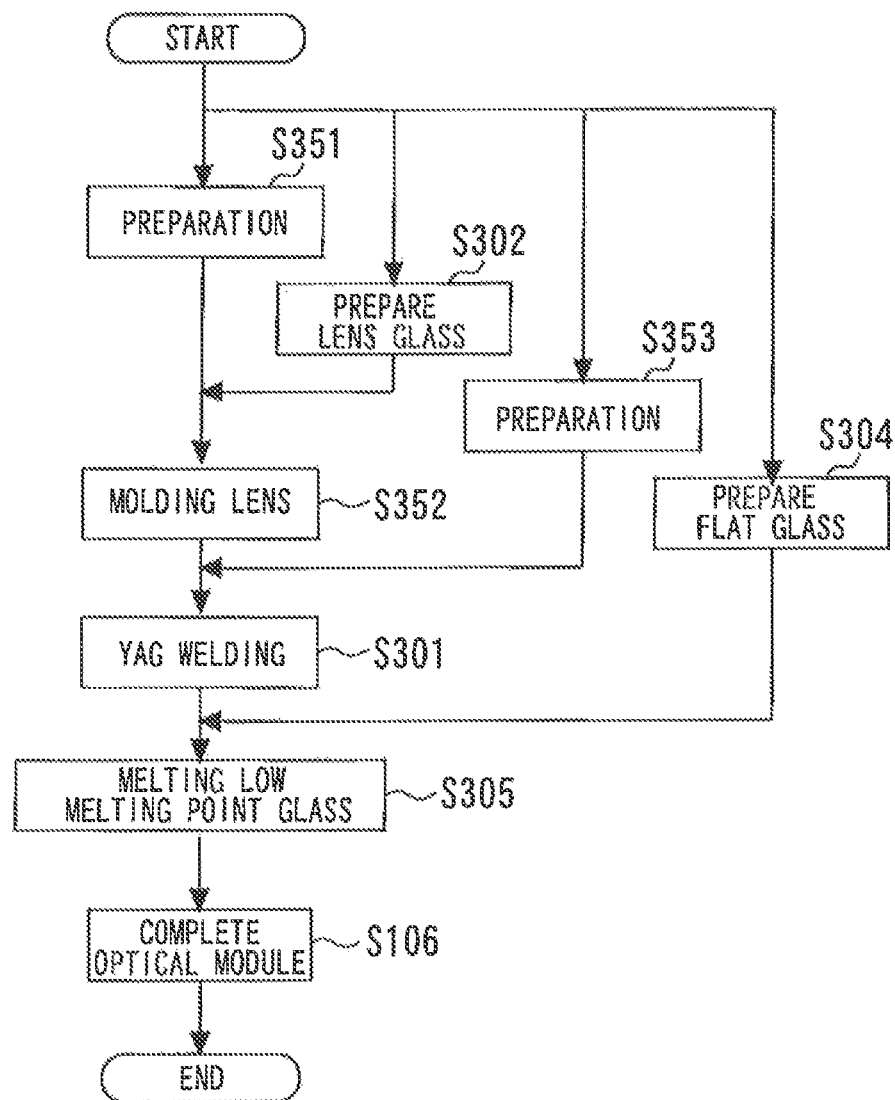 START
S351
PREPARATION
S302
PREPARE
LENS GLASS
S353
PREPARATION
S304
PREPARE
FLAT GLASS
MOLDING LENS
S352
YAG WELDING
S301
MELTING LOW
MELTING POINT GLASS
S305
COMPLETE
OPTICAL MODULE
S106
END